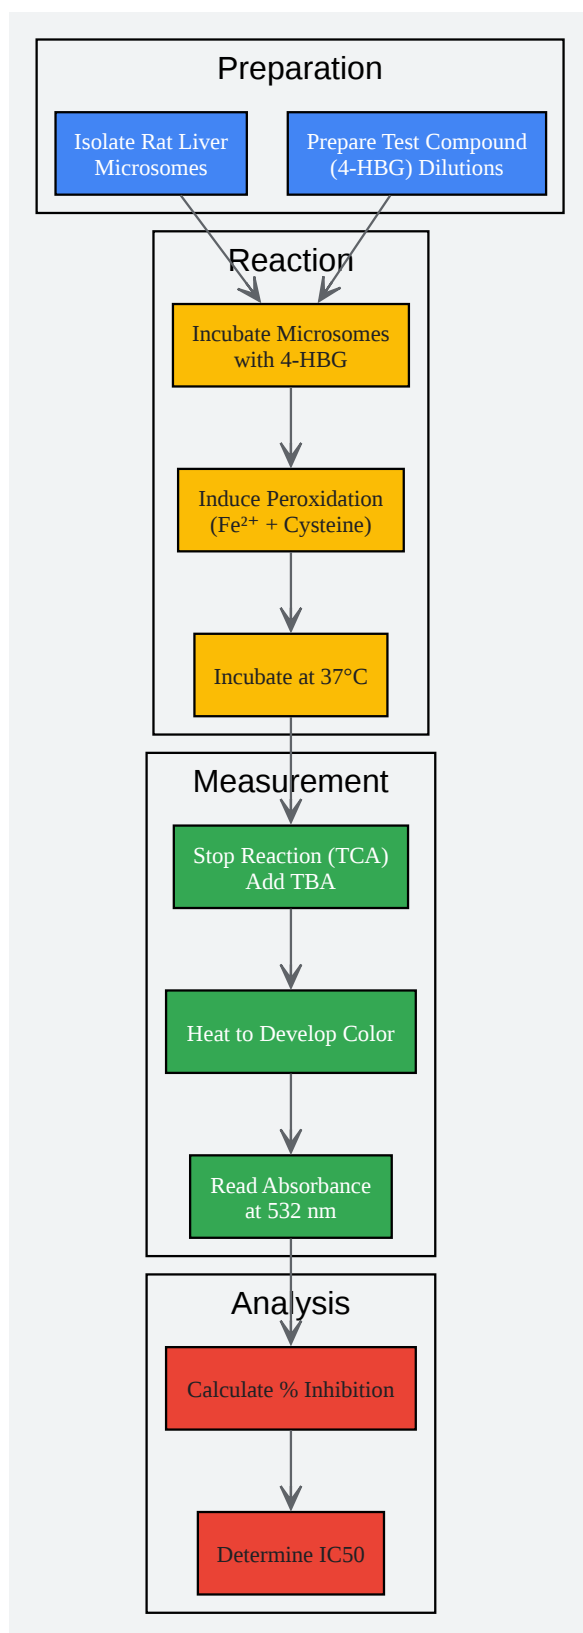 Preparation
Isolate Rat Liver
Microsomes
Prepare Test Compound
(4-HBG) Dilutions
Reaction
Incubate Microsomes
with 4-HBG
Induce Peroxidation
(Fe²⁺ + Cysteine)
Incubate at 37°C
Measurement
Stop Reaction (TCA)
Add TBA
Heat to Develop Color
Read Absorbance
at 532 nm
Analysis
Calculate % Inhibition
Determine IC50